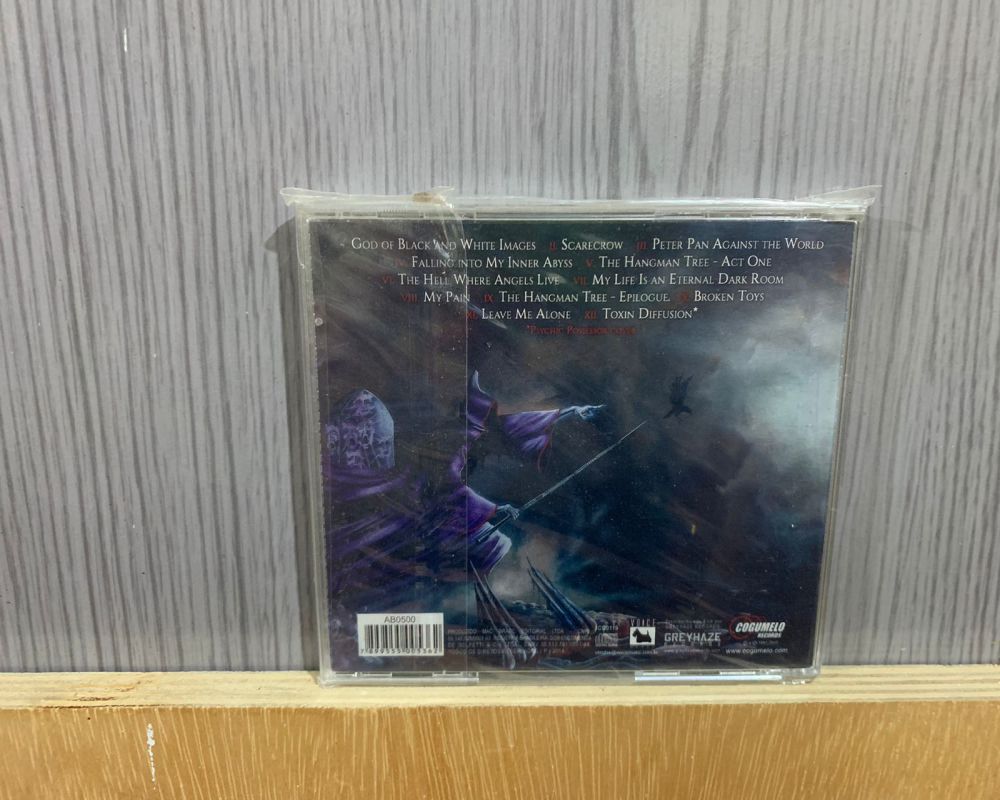 God of Black and White Images II. Scarecrow III. Peter Pan Against the World
IV. Falling into My Inner Abyss V. The Hangman Tree - Act One
VI. The Hell Where Angels Live VII. My Life Is an Eternal Dark Room
VIII. My Pain IX. The Hangman Tree - Epilogue X. Broken Toys
XI. Leave Me Alone XII. Toxin Diffusion*
*Psychic Possessor cover
AB0500
VOICE
GREYHAZE
COGUMELO
RECORDS
www.cogumelo.com